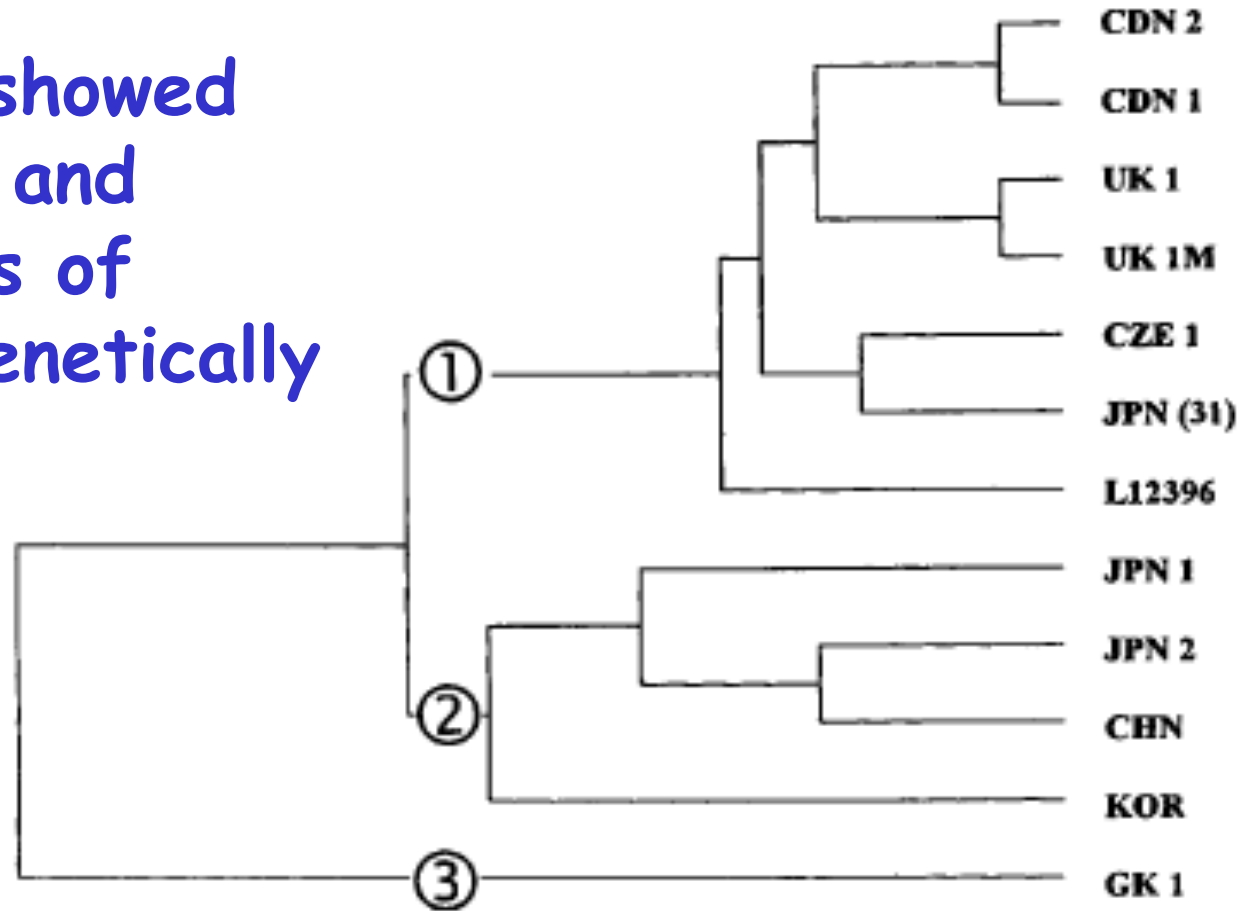 showed
and
s of
enetically
CDN 2
CDN 1
UK 1
UK 1M
CZE 1
JPN (31)
L12396
JPN 1
JPN 2
CHN
KOR
GK 1
①
②
③